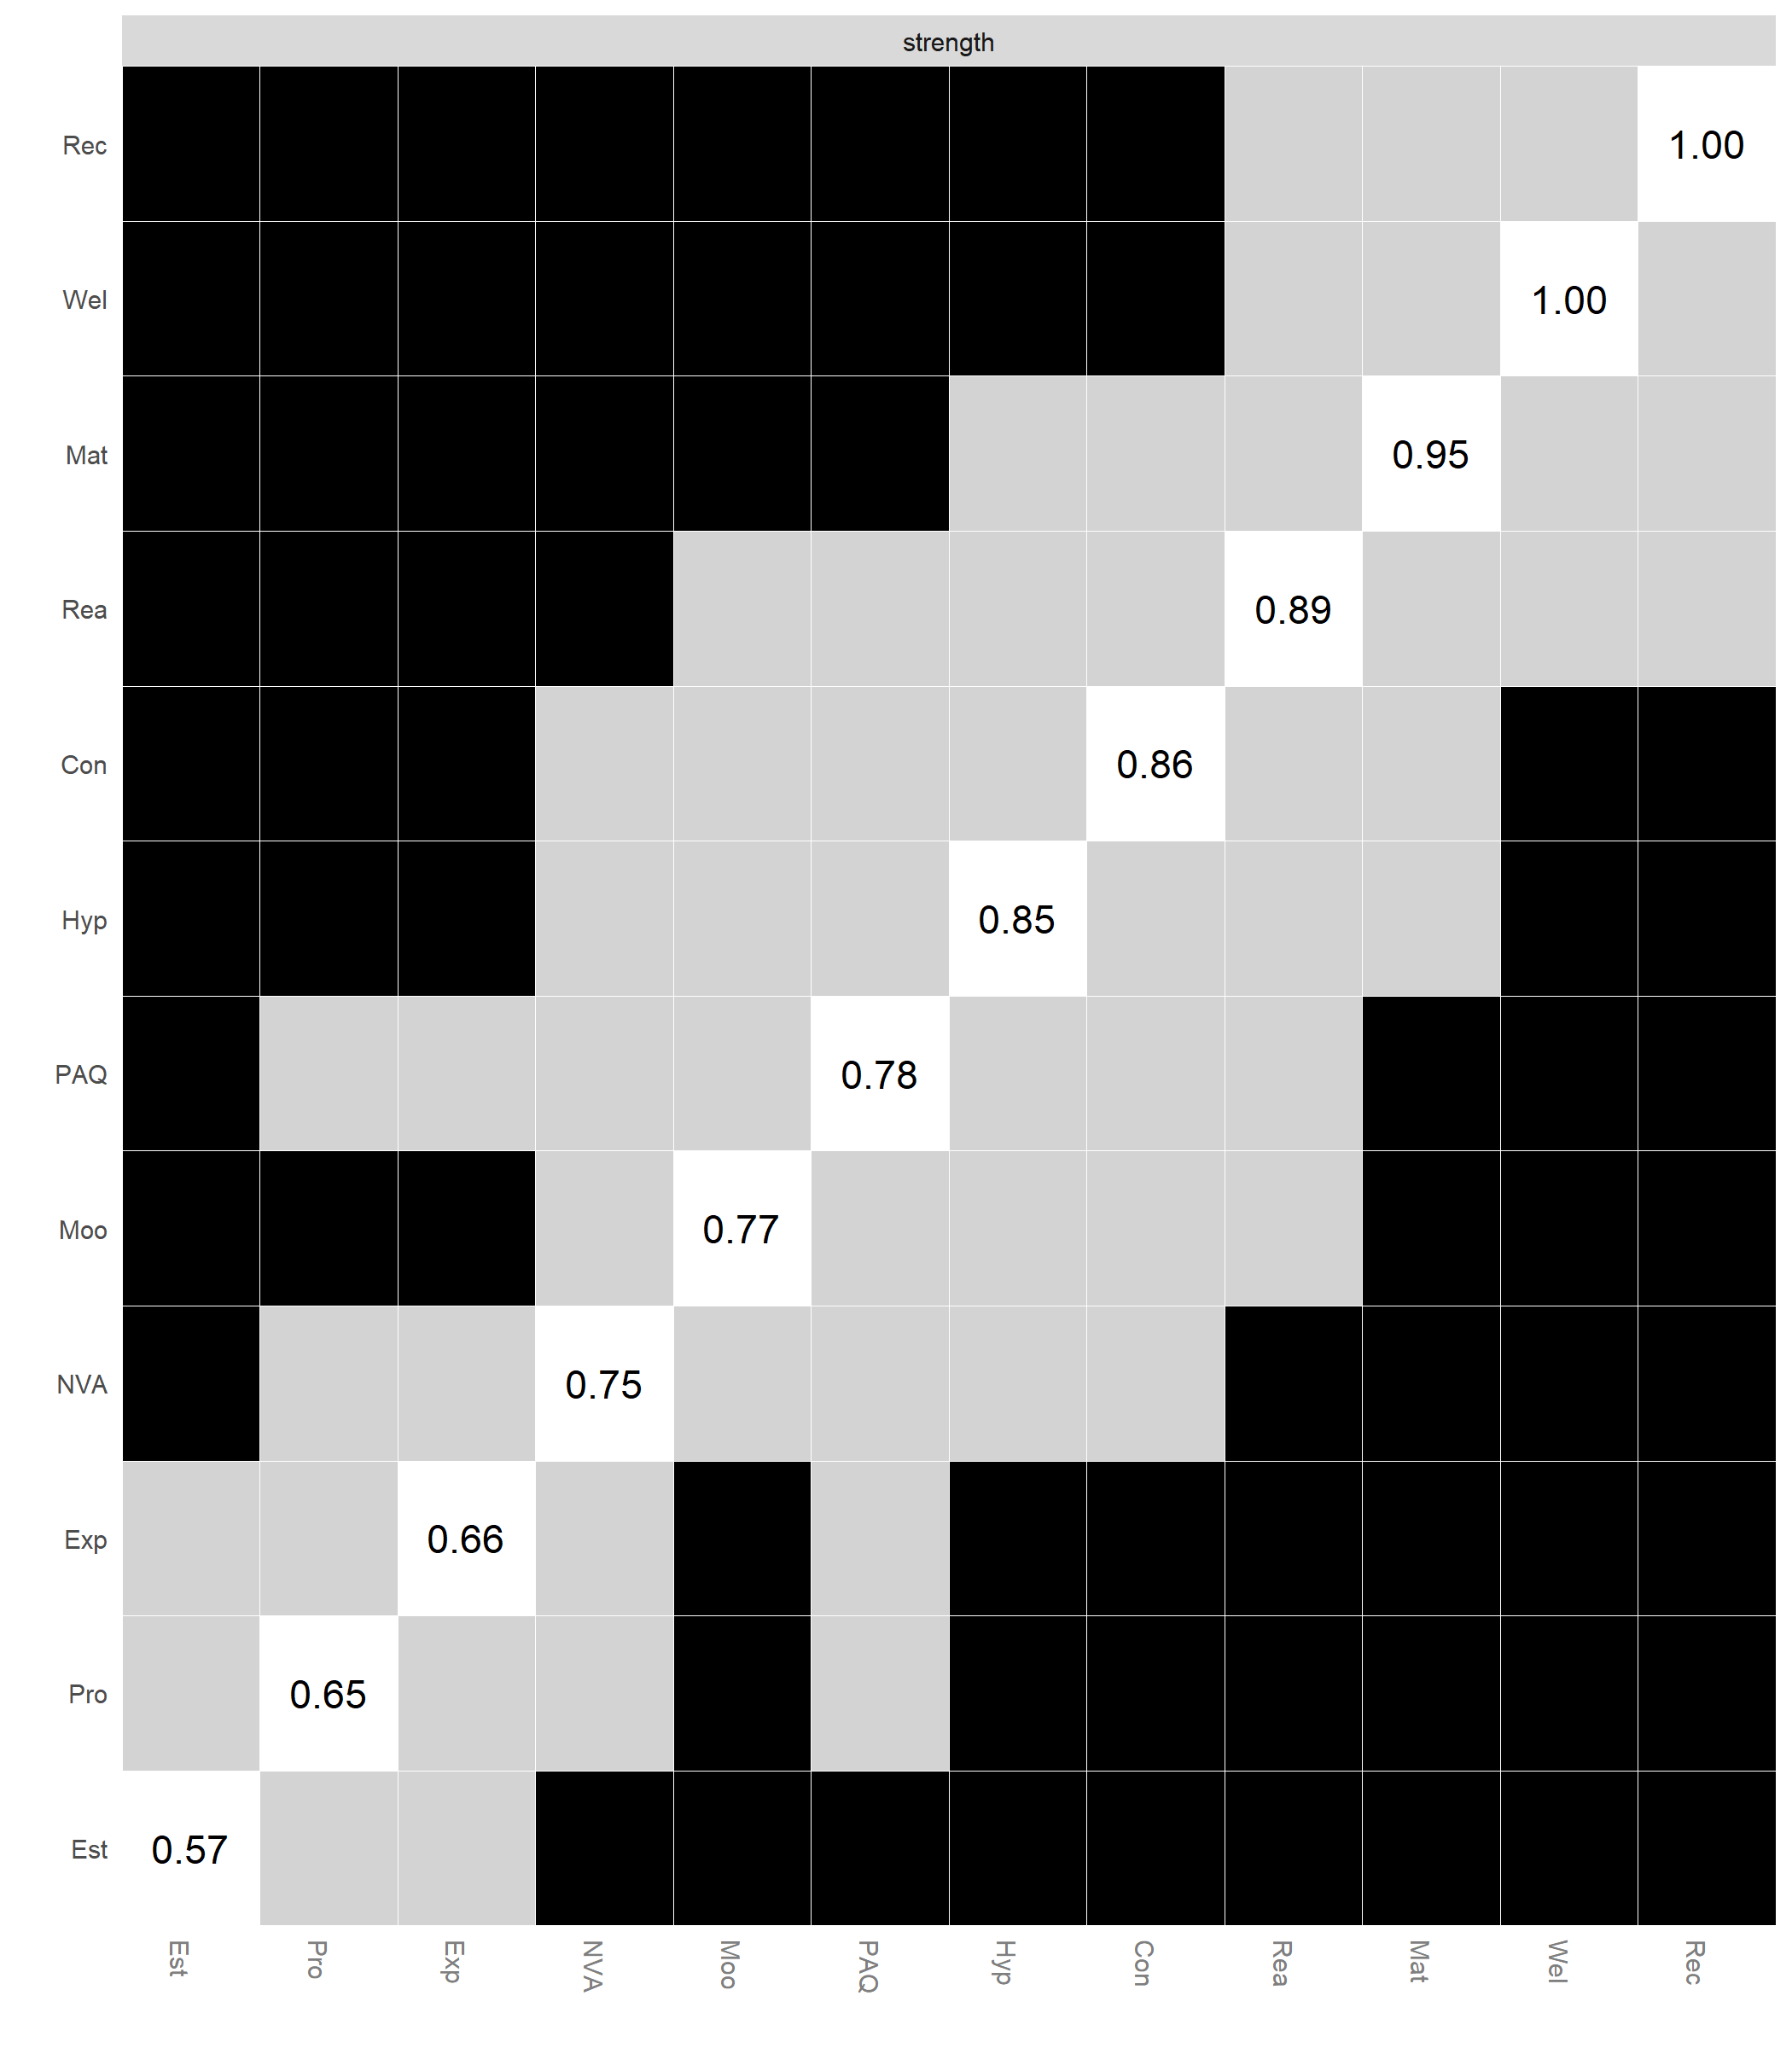 strength
Rec 1.00
Wel 1.00
Mat 0.95
Rea 0.89
Con 0.86
Hyp 0.85
PAQ 0.78
Moo 0.77
NVA 0.75
Exp 0.66
Pro 0.65
Est 0.57
Est Pro Exp NVA Moo PAQ Hyp Con Rea Mat Wel Rec